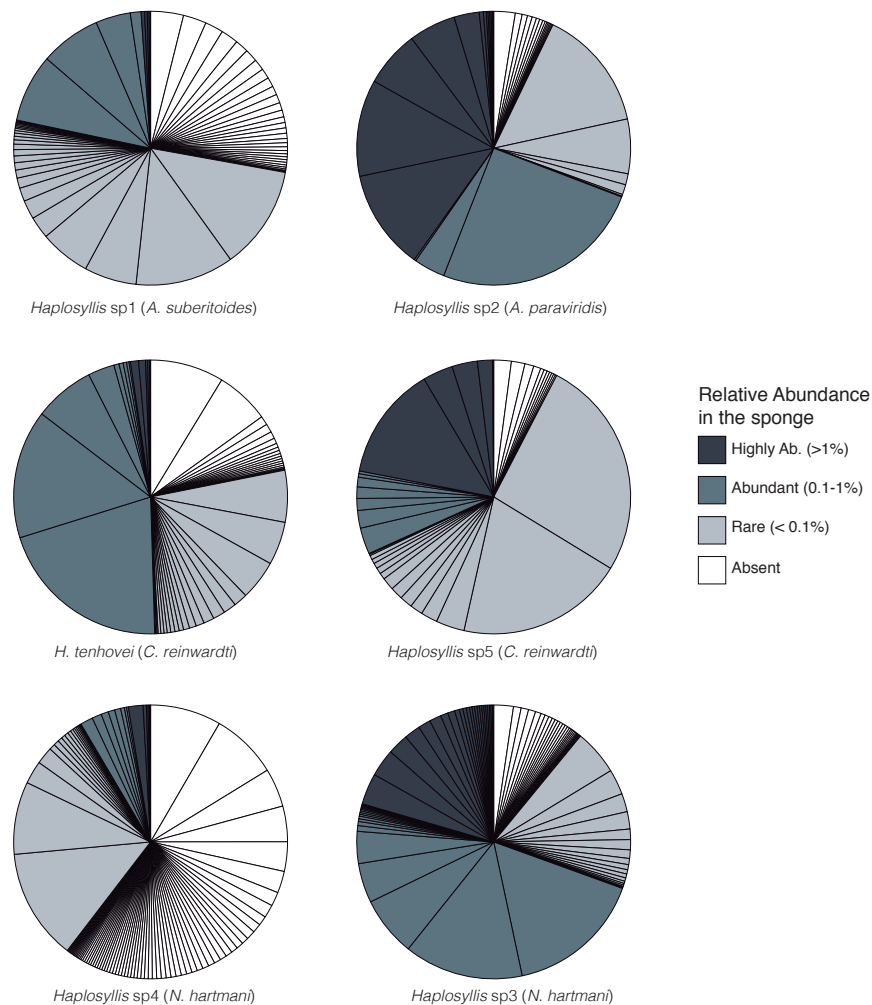 Haplosyllis sp1 (A. suberitoides)
Haplosyllis sp2 (A. paraviridis)
H. tenhovei (C. reinwardti)
Haplosyllis sp5 (C. reinwardti)
Relative Abundance
in the sponge
Highly Ab. (>1%)
Abundant (0.1-1%)
Rare (< 0.1%)
Absent
Haplosyllis sp4 (N. hartmani)
Haplosyllis sp3 (N. hartmani)